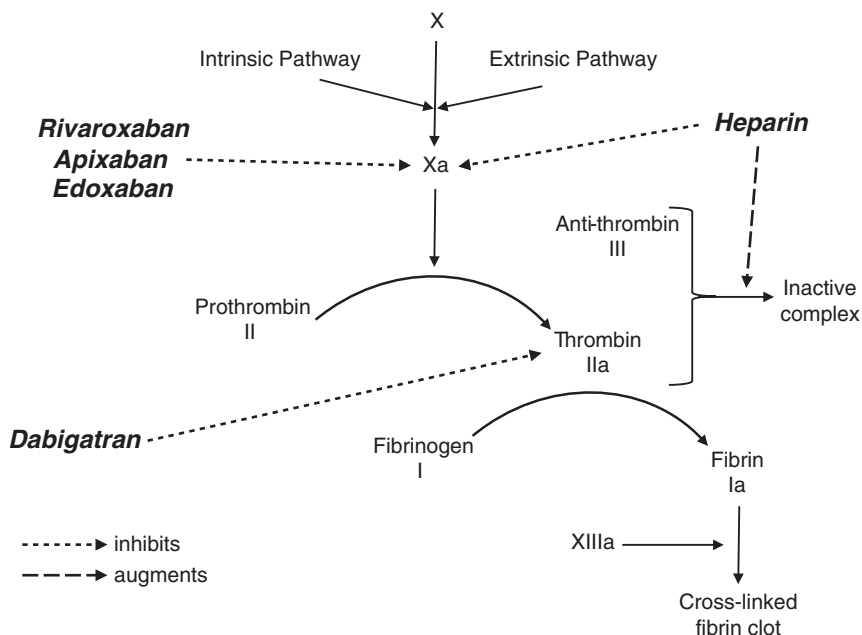 X
Intrinsic Pathway
Extrinsic Pathway
Rivaroxaban
Apixaban
Edoxaban
Heparin
Xa
Anti-thrombin
III
Prothrombin
II
Inactive
complex
Thrombin
IIa
Dabigatran
Fibrinogen
I
Fibrin
Ia
inhibits
augments
XIIIa
Cross-linked
fibrin clot